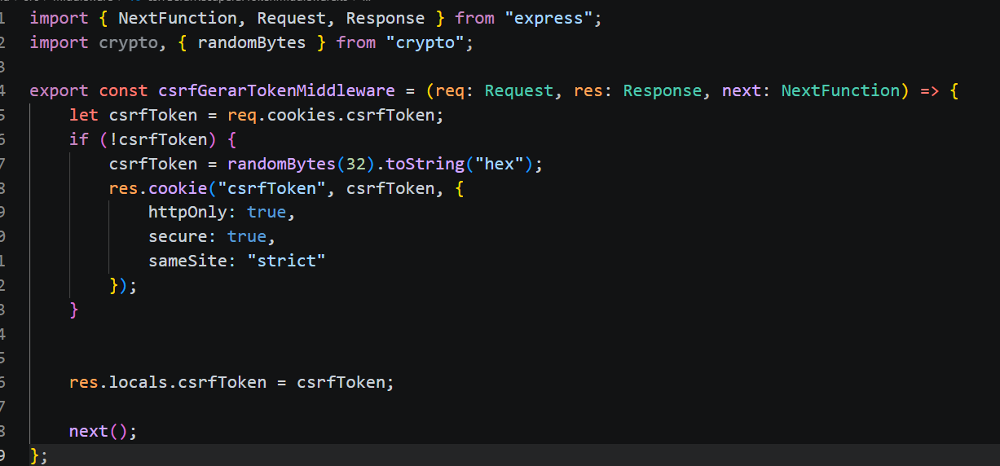 import { NextFunction, Request, Response } from "express";
import crypto, { randomBytes } from "crypto";
export const csrfGerarTokenMiddleware = (req: Request, res: Response, next: NextFunction) => {
let csrfToken = req.cookies.csrfToken;
if (!csrfToken) {
csrfToken = randomBytes(32).toString("hex");
res.cookie("csrfToken", csrfToken, {
httpOnly: true,
secure: true,
sameSite: "strict"
});
}
res.locals.csrfToken = csrfToken;
next();
};